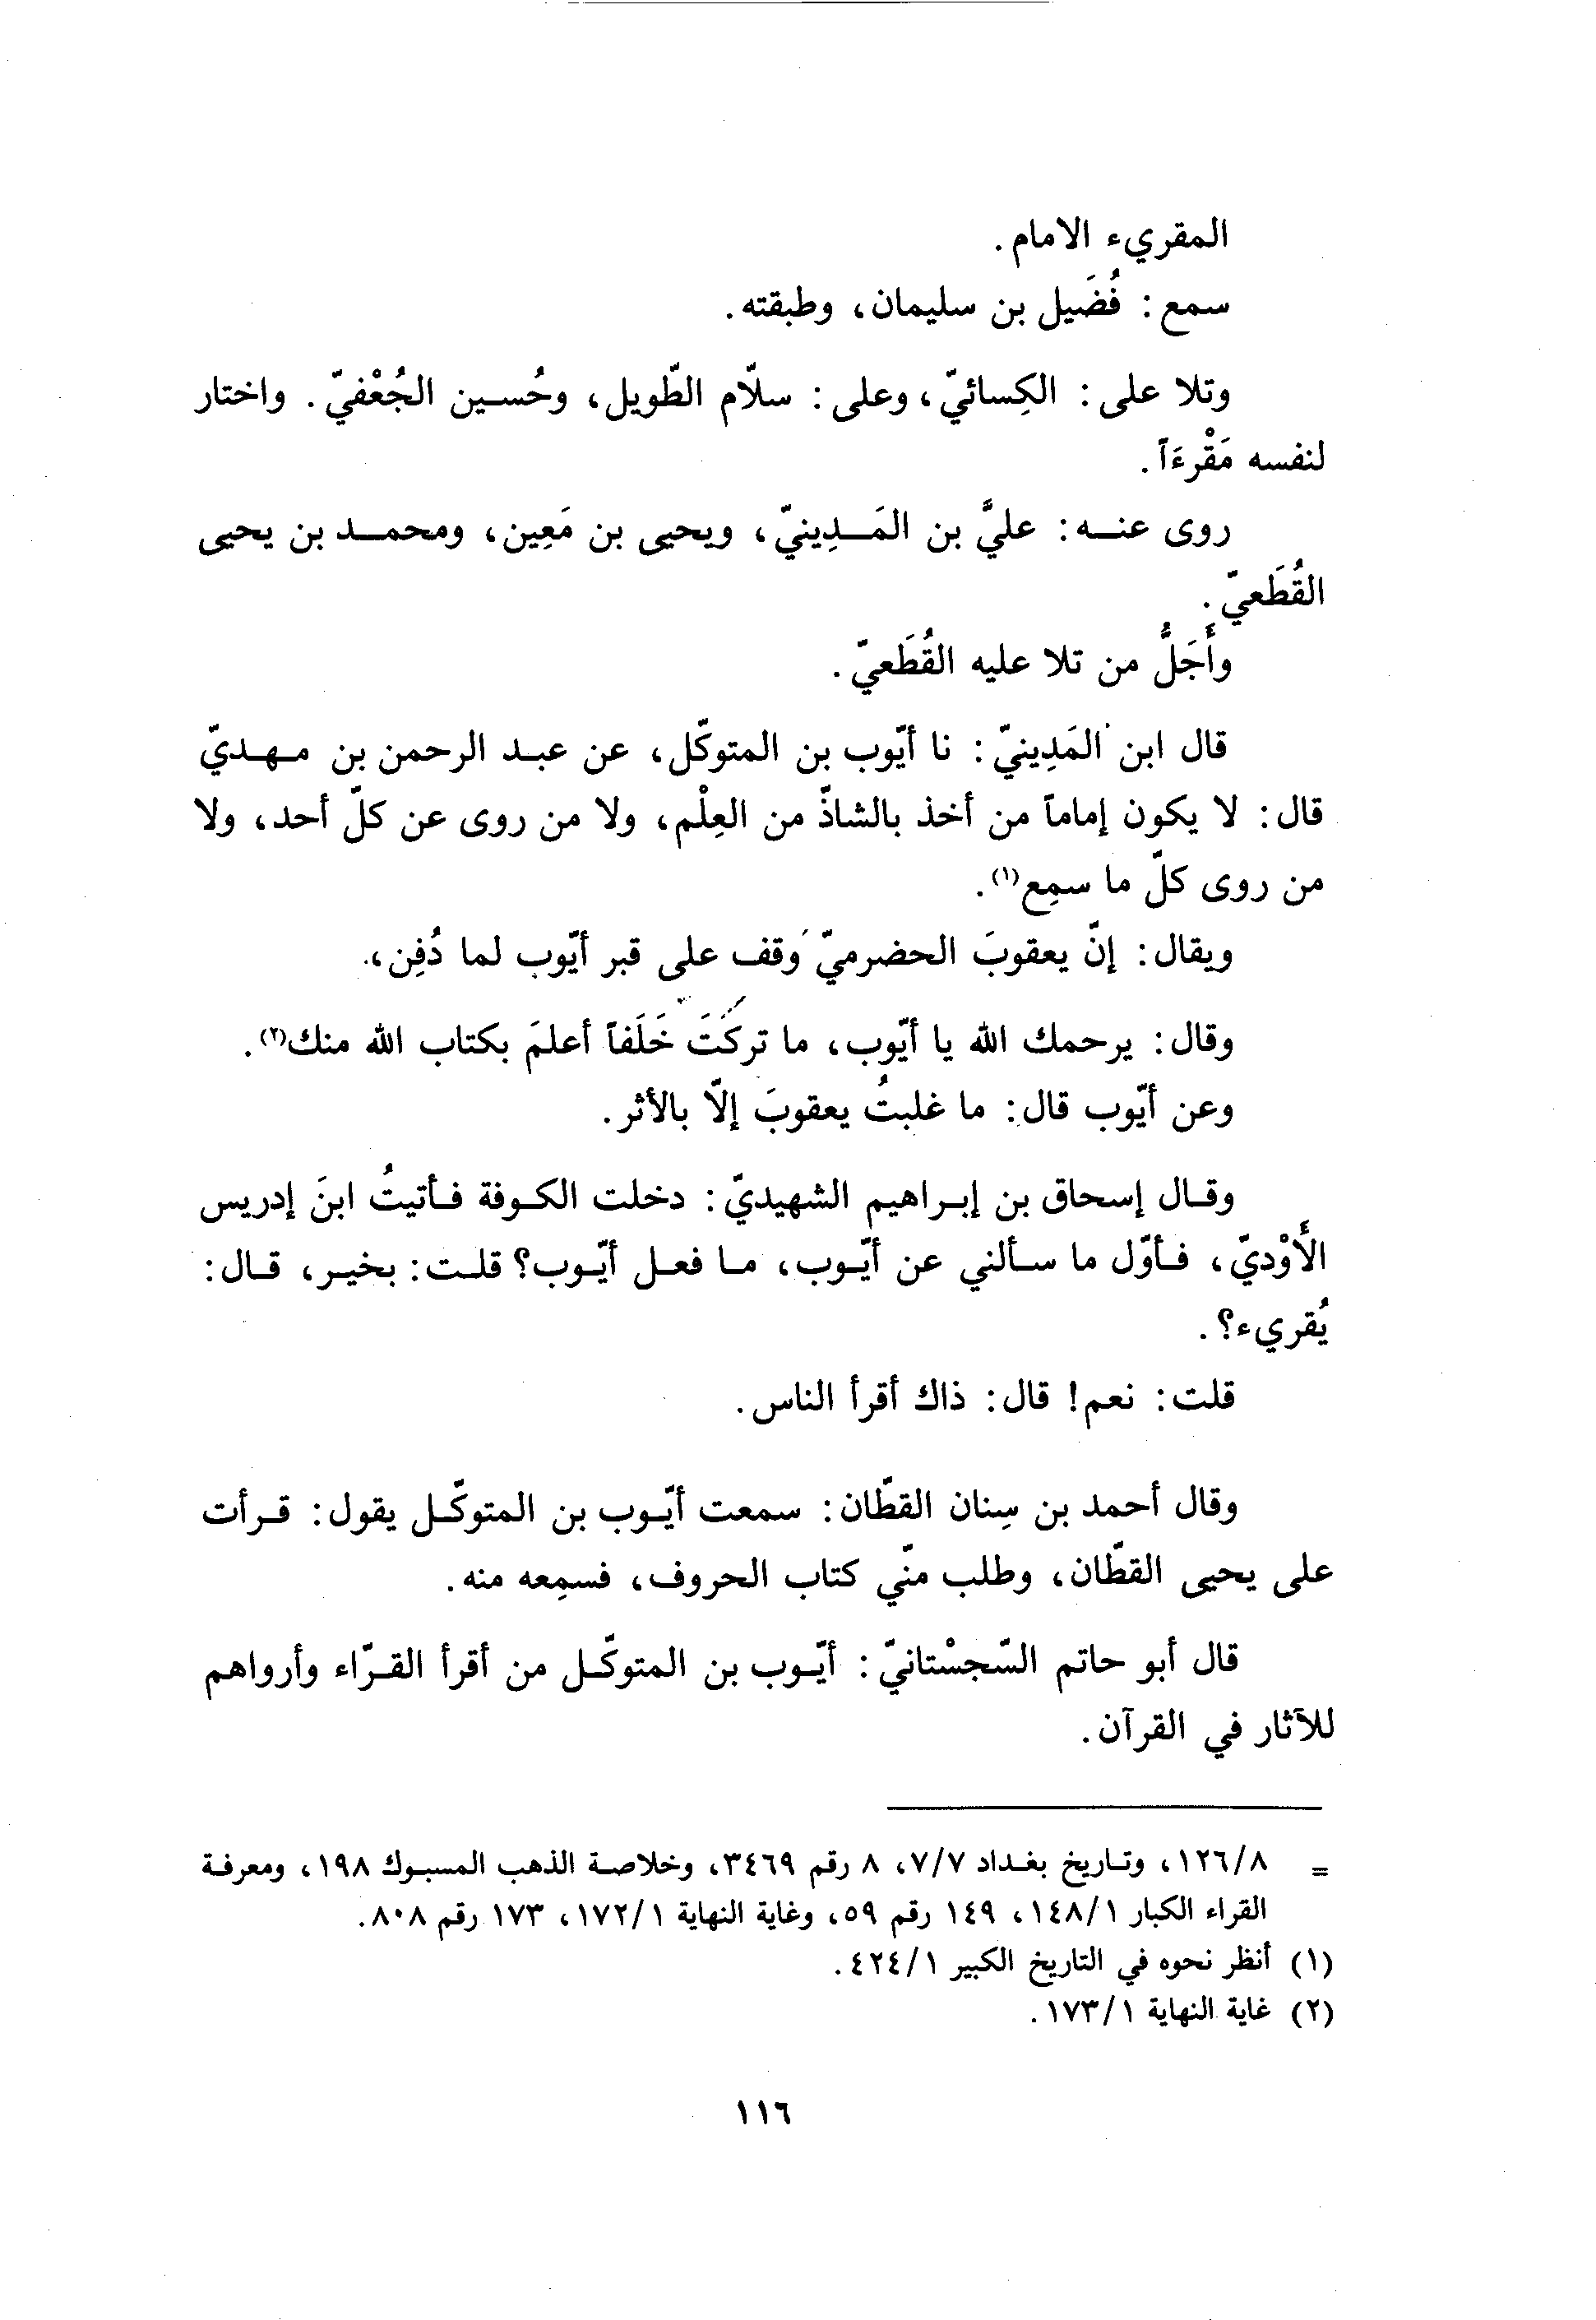 المقريء الامام.
سمع: فُضَيل بن سليمان، وطبقته.
وتلا على: الكِسائيّ، وعلى: سلاّم الطّويل، وحُسين الجُعْفيّ. واختار
لنفسه مَقْرءَاً.
روى عنه: عليُّ بن المَدِينيّ، ويحيى بن مَعِين، ومحمد بن يحيى
القُطَعيّ.
وأَجَلُّ من تلا عليه القُطَعيّ.
قال ابن المَدِينيّ: نا أيّوب بن المتوكّل، عن عبد الرحمن بن مهديّ
قال: لا يكون إماماً من أخذ بالشاذّ من العِلْم، ولا من روى عن كلّ أحد، ولا
من روى كلّ ما سمِع(١).
ويقال: إنّ يعقوبَ الحضرميّ وقف على قبر أيّوب لما دُفِن،
وقال: يرحمك الله يا أيّوب، ما تركتَ خَلَفاً أعلمَ بكتاب الله منك(٢).
وعن أيّوب قال: ما غلبتُ يعقوبَ إلّا بالأثر.
وقال إسحاق بن إبراهيم الشهيديّ: دخلت الكوفة فأتيتُ ابنَ إدريس
الأَوْديّ، فأوّل ما سألني عن أيّوب، ما فعل أيّوب؟ قلت: بخير، قال:
يُقريء؟.
قلت: نعم! قال: ذاك أقرأ الناس.
وقال أحمد بن سِنان القطّان: سمعت أيّوب بن المتوكّل يقول: قرأت
على يحيى القطّان، وطلب منّي كتاب الحروف، فسمِعه منه.
قال أبو حاتم السّجسْتانيّ: أيّوب بن المتوكّل من أقرأ القرّاء وأرواهم
للآثار في القرآن.
= ١٢٦/٨، وتاريخ بغداد ٧/٧، ٨ رقم ٣٤٦٩، وخلاصة الذهب المسبوك ١٩٨، ومعرفة
القراء الكبار ١٤٨/١، ١٤٩ رقم ٥٩، وغاية النهاية ١٧٢/١، ١٧٣ رقم ٨٠٨.
(١) أنظر نحوه في التاريخ الكبير ٤٢٤/١.
(٢) غاية النهاية ١٧٣/١.
١١٦